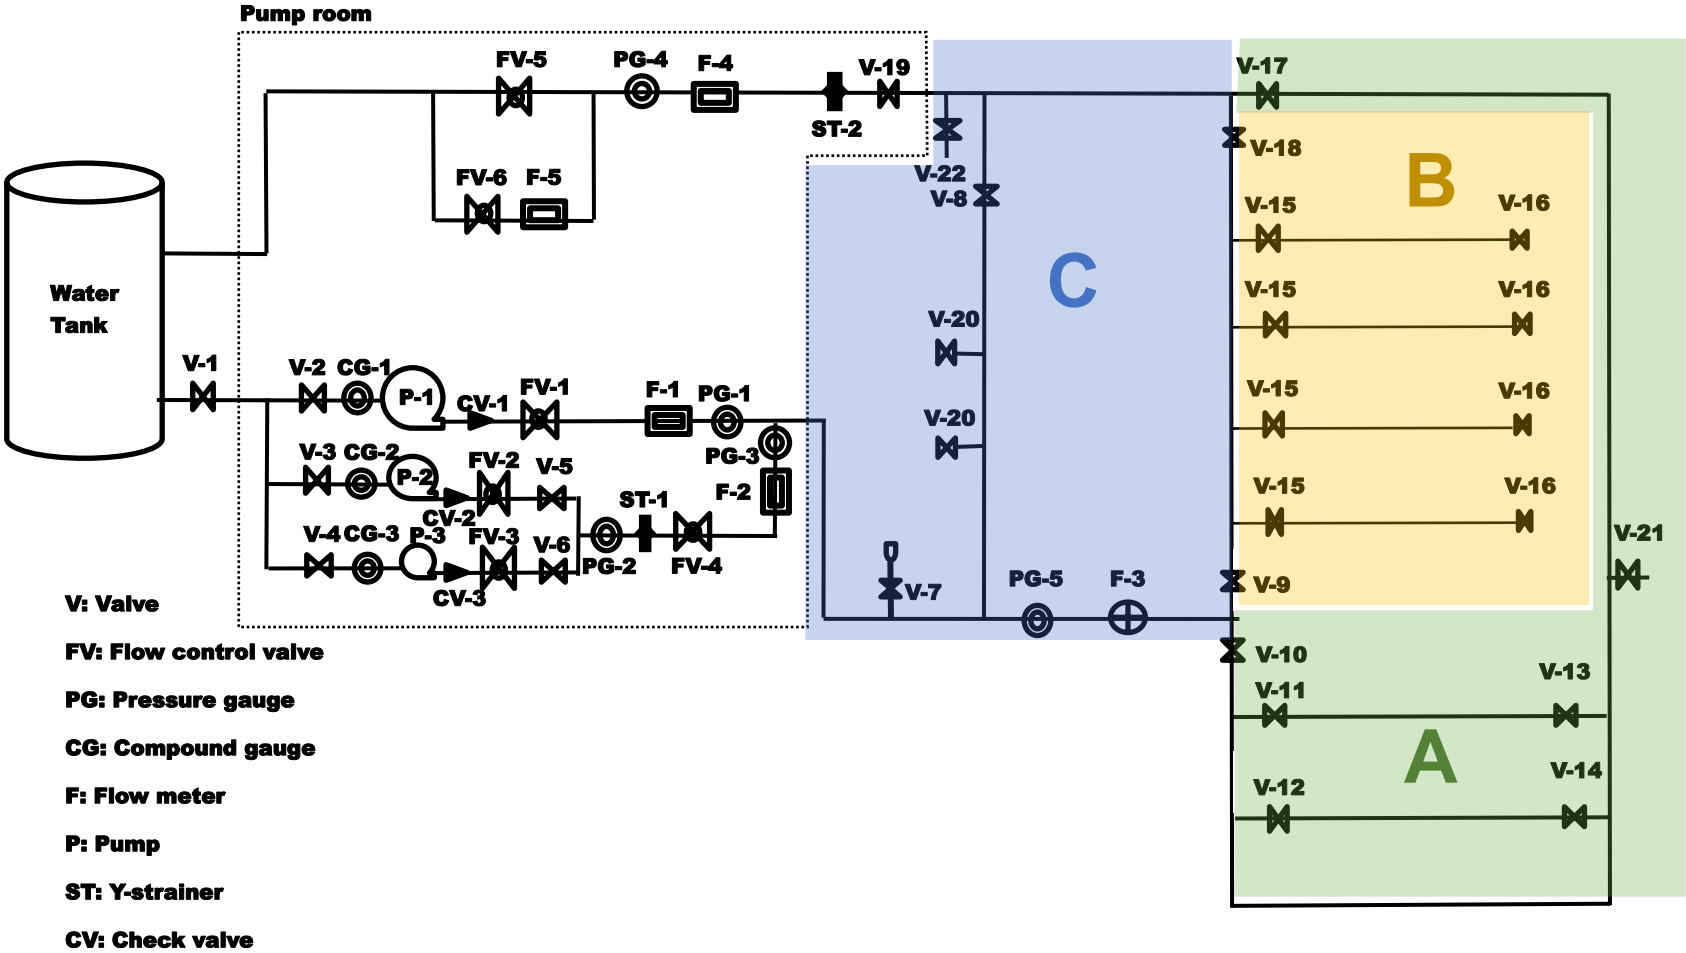 Pump room
FV-5
PG-4
F-4
V-19
V-17
ST-2
V-18
B
V-22
FV-6
F-5
V-8
V-15
V-16
C
Water
Tank
V-15
V-16
V-20
V-1
V-2
CG-1
P-1
CV-1
FV-1
F-1
PG-1
V-15
V-16
V-20
V-3
CG-2
P-2
FV-2
V-5
PG-3
F-2
V-15
V-16
CV-2
ST-1
V-4
CG-3
P-3
FV-3
V-6
PG-2
FV-4
V-21
CV-3
V-7
PG-5
F-3
V-9
V: Valve
FV: Flow control valve
V-10
V-13
V-11
PG: Pressure gauge
CG: Compound gauge
A
V-14
V-12
F: Flow meter
P: Pump
ST: Y-strainer
CV: Check valve